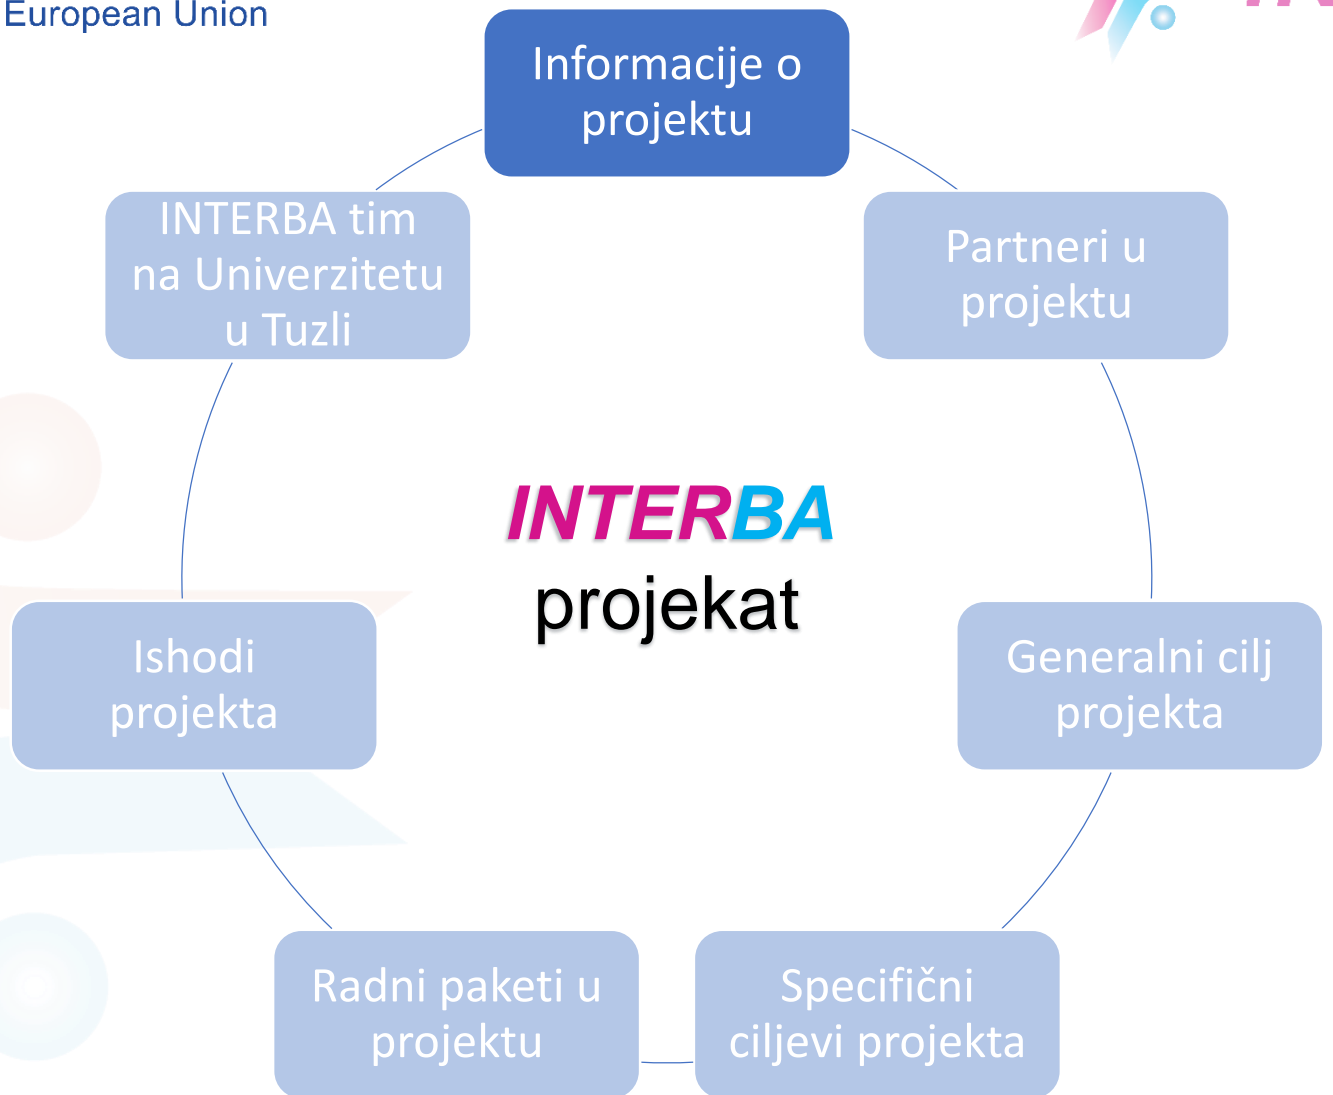 European Union
Informacije o
projektu
INTERBA tim
na Univerzitetu
u Tuzli
Partneri u
projektu
INTERBA
projekat
Ishodi
projekta
Generalni cilj
projekta
Radni paketi u
projektu
Specifični
ciljevi projekta